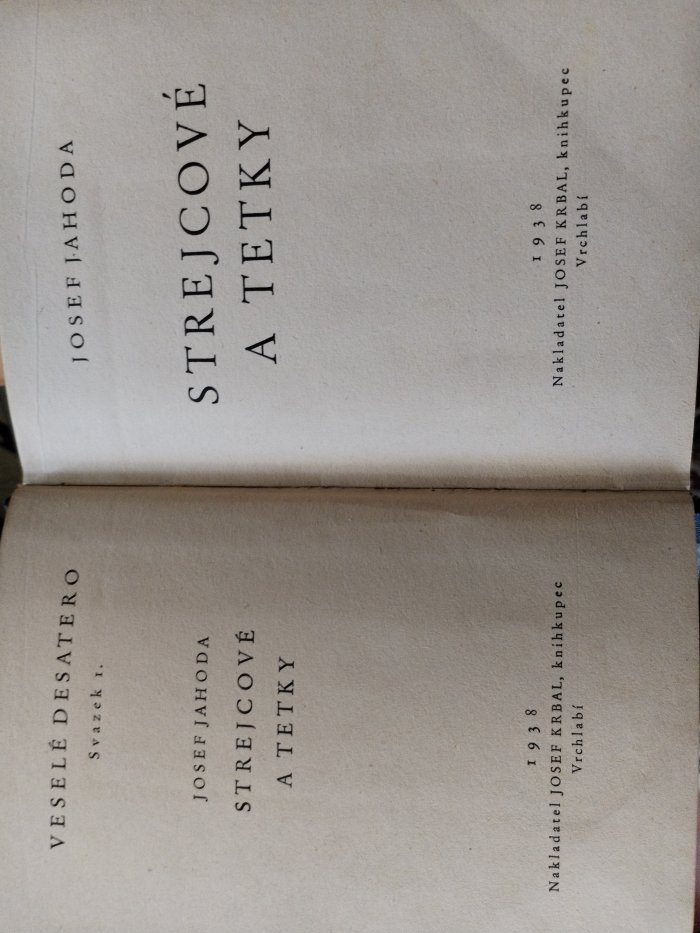 VESELÉ DESATERO
Svazek 1.
JOSEF JAHODA
STREJCOVÉ
A TETKY
1938
Nakladatel JOSEF KRBAL, knihkupec
Vrchlabí
JOSEF JAHODA
STREJCOVÉ
A TETKY
1938
Nakladatel JOSEF KRBAL, knihkupec
Vrchlabí